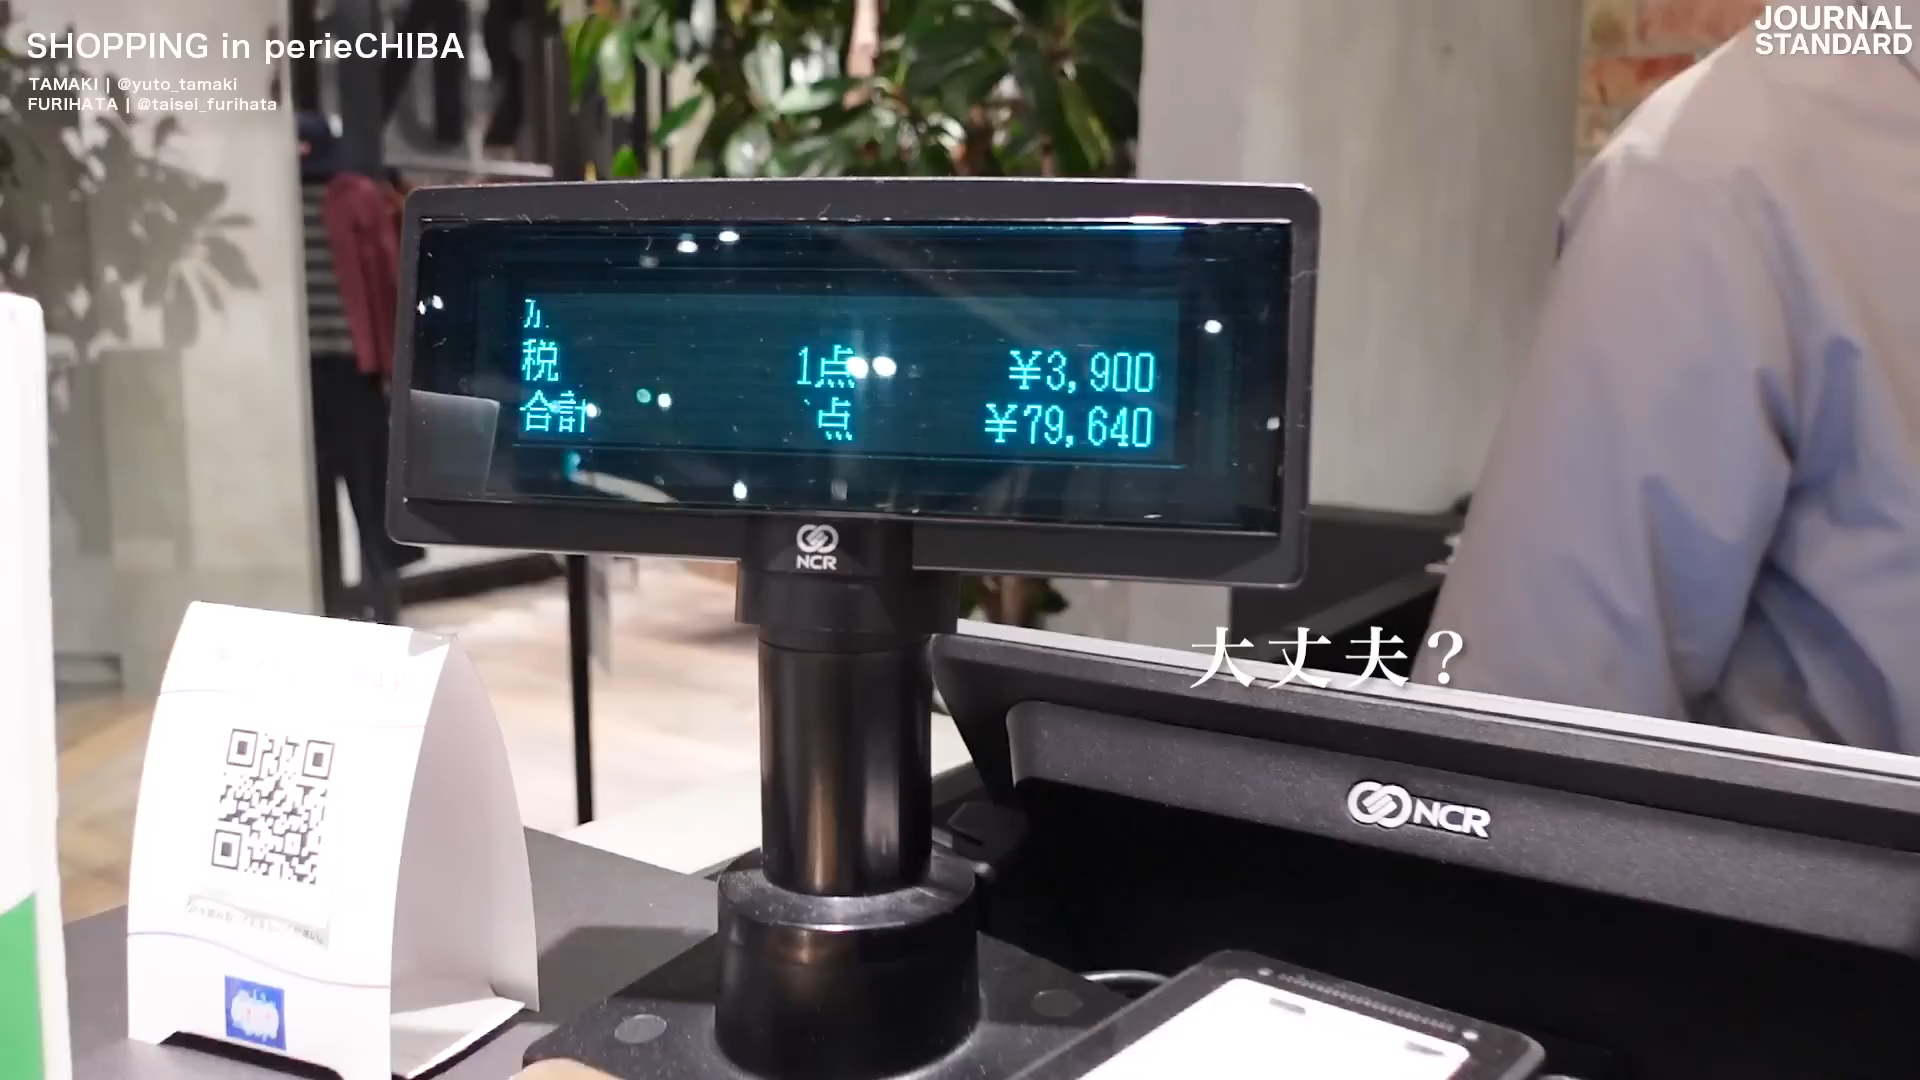 SHOPPING in perieCHIBA
TAMAKI | @yuto_tamaki
FURIHATA | @taisei_furihata
JOURNAL
STANDARD
税 1点 ¥3,900
合計 点 ¥79,640
NCR
大丈夫？
NCR